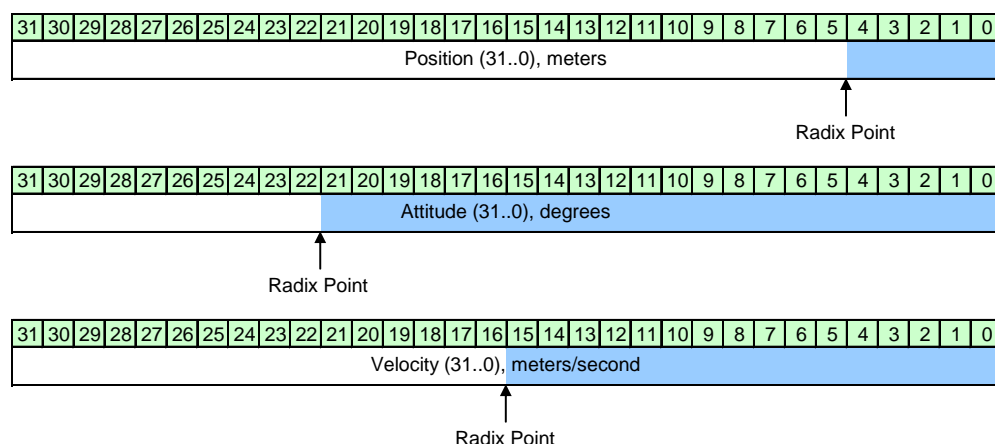 31 30 29 28 27 26 25 24 23 22 21 20 19 18 17 16 15 14 13 12 11 10 9 8 7 6 5 4 3 2 1 0
Position (31..0), meters
Radix Point
31 30 29 28 27 26 25 24 23 22 21 20 19 18 17 16 15 14 13 12 11 10 9 8 7 6 5 4 3 2 1 0
Attitude (31..0), degrees
Radix Point
31 30 29 28 27 26 25 24 23 22 21 20 19 18 17 16 15 14 13 12 11 10 9 8 7 6 5 4 3 2 1 0
Velocity (31..0), meters/second
Radix Point